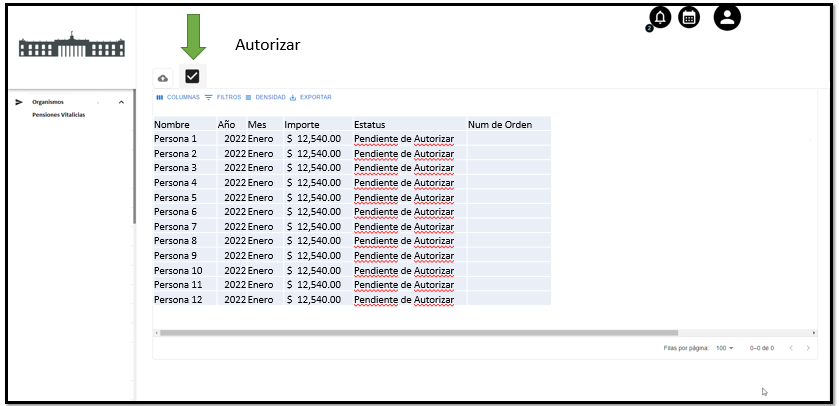 Autorizar
2
Organismos
Pensiones Vitalicias
COLUMNAS FILTROS DENSIDAD EXPORTAR
Nombre Año Mes Importe Estatus Num de Orden
Persona 1 2022 Enero $ 12,540.00 Pendiente de Autorizar
Persona 2 2022 Enero $ 12,540.00 Pendiente de Autorizar
Persona 3 2022 Enero $ 12,540.00 Pendiente de Autorizar
Persona 4 2022 Enero $ 12,540.00 Pendiente de Autorizar
Persona 5 2022 Enero $ 12,540.00 Pendiente de Autorizar
Persona 6 2022 Enero $ 12,540.00 Pendiente de Autorizar
Persona 7 2022 Enero $ 12,540.00 Pendiente de Autorizar
Persona 8 2022 Enero $ 12,540.00 Pendiente de Autorizar
Persona 9 2022 Enero $ 12,540.00 Pendiente de Autorizar
Persona 10 2022 Enero $ 12,540.00 Pendiente de Autorizar
Persona 11 2022 Enero $ 12,540.00 Pendiente de Autorizar
Persona 12 2022 Enero $ 12,540.00 Pendiente de Autorizar
Filas por página: 100 0–0 de 0